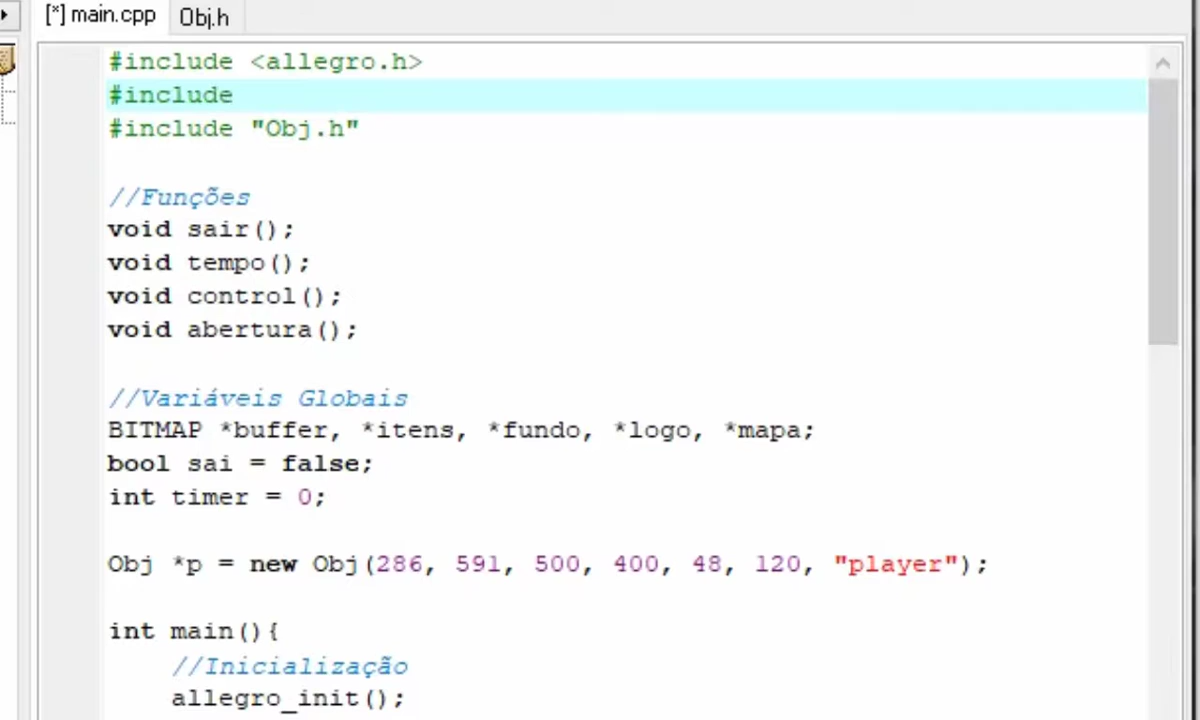 [*] main.cpp
Obj.h
#include <allegro.h>
#include
#include "Obj.h"
//Funções
void sair();
void tempo();
void control();
void abertura();
//Variáveis Globais
BITMAP *buffer, *itens, *fundo, *logo, *mapa;
bool sai = false;
int timer = 0;
Obj *p = new Obj(286, 591, 500, 400, 48, 120, "player");
int main(){
//Inicialização
allegro_init();